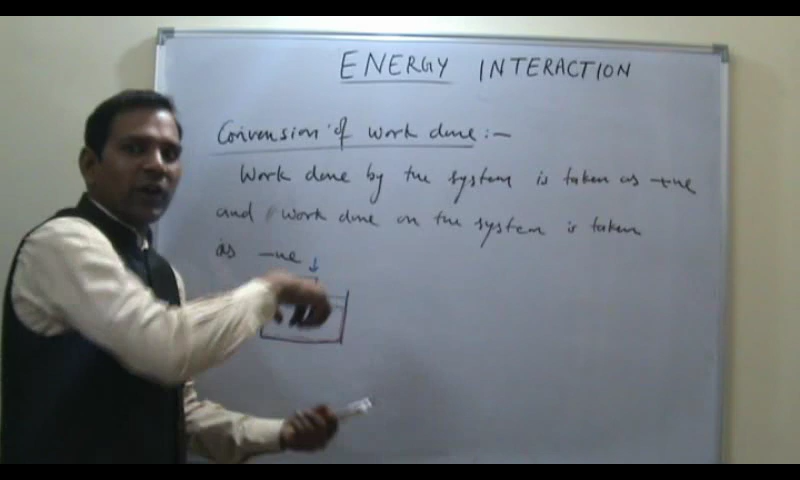 ENERGY INTERACTION
Convension of work done :-
Work done by the system is taken as +ve
and work done on the system is taken
as -ve